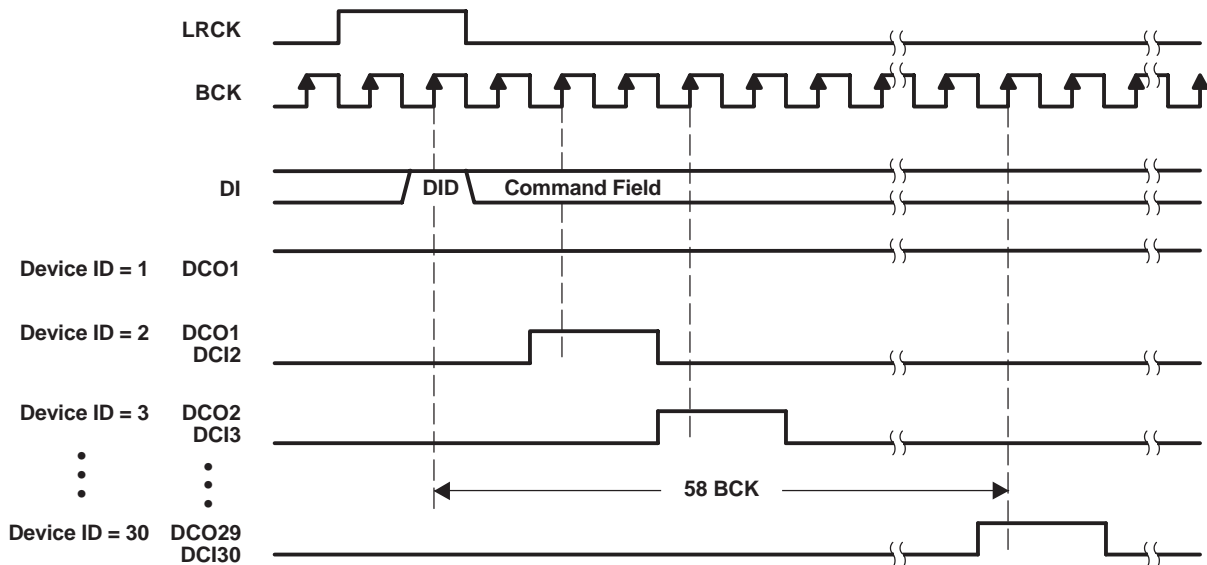 LRCK
BCK
DI DID Command Field
Device ID = 1 DCO1
Device ID = 2 DCO1
DCI2
Device ID = 3 DCO2
DCI3
58 BCK
Device ID = 30 DCO29
DCI30